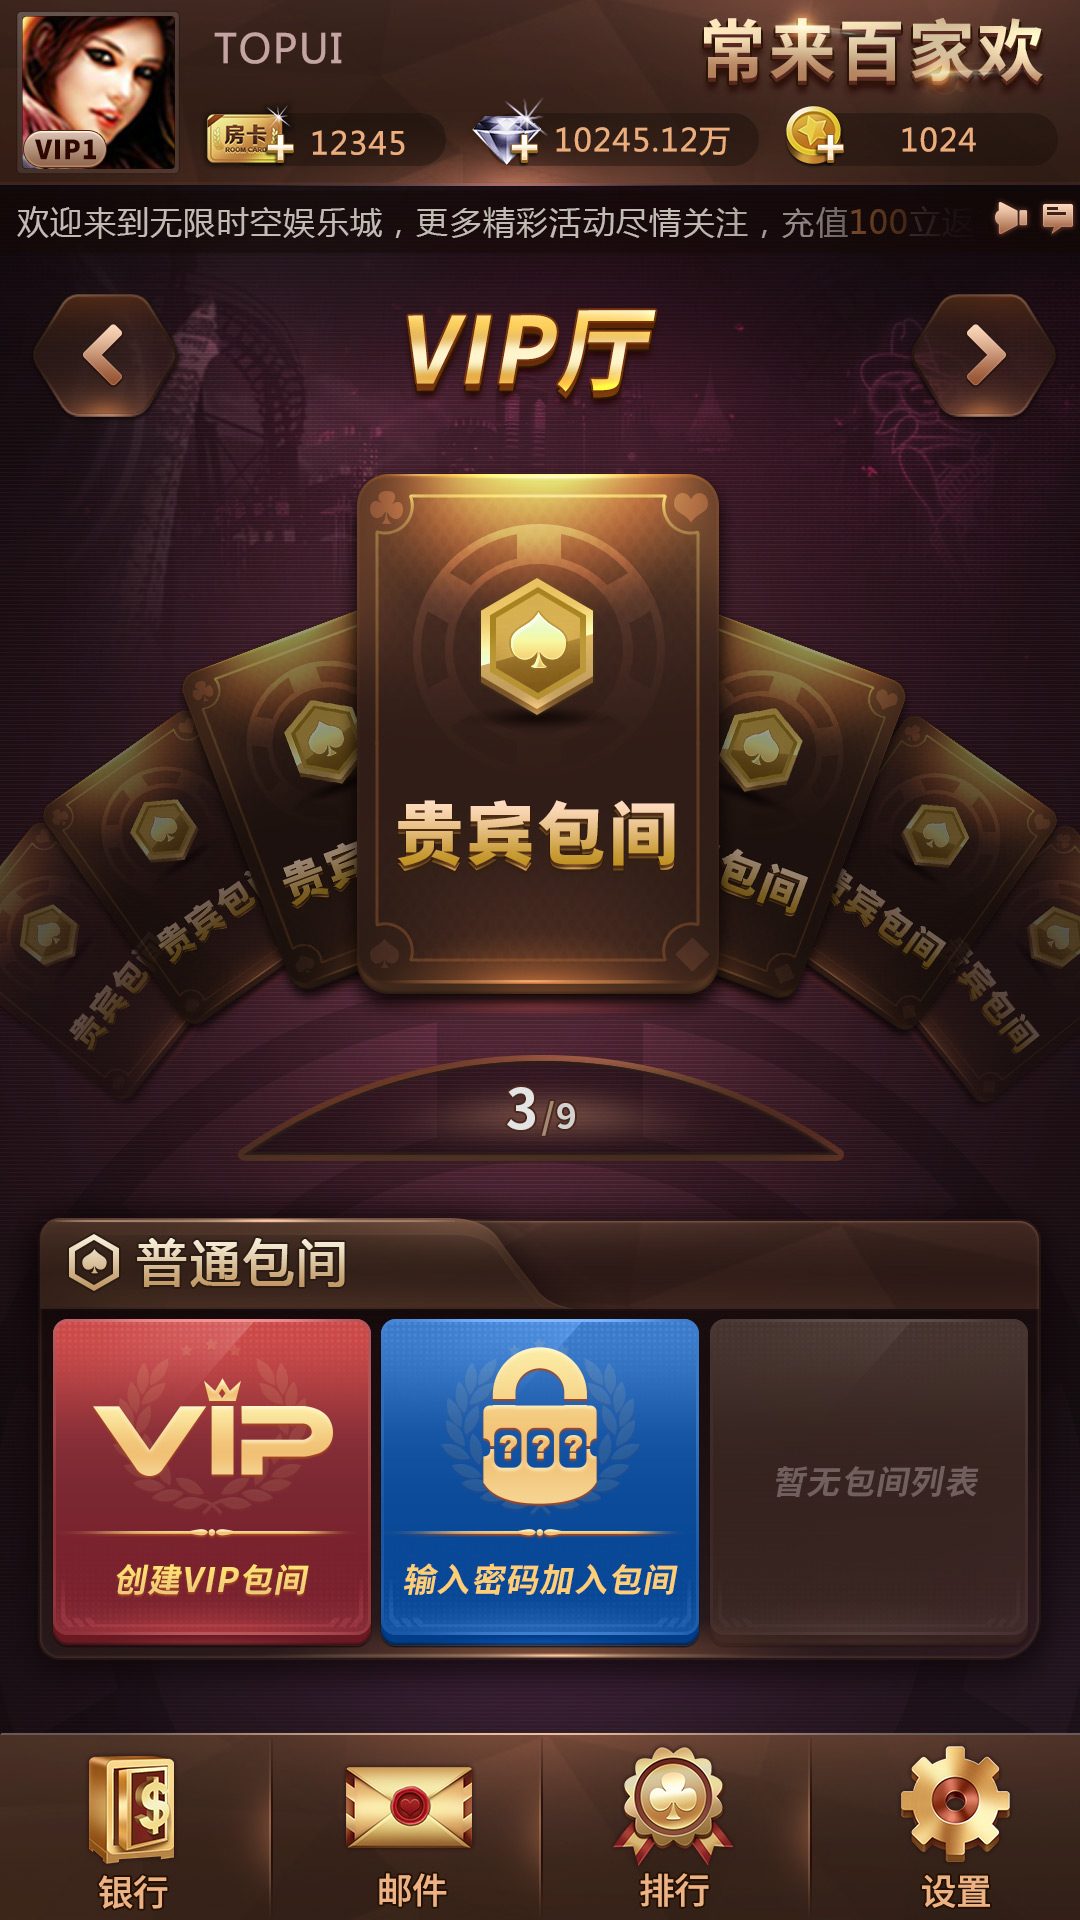 TOPUI
常来百家欢
VIP1
房卡
ROOM CARD
12345
10245.12万
1024
欢迎来到无限时空娱乐城，更多精彩活动尽情关注，充值100立返
VIP厅
贵宾包间
贵宾包间
贵宾包
贵宾
包间
贵宾包间
宾包间
3/9
普通包间
VIP
???
创建VIP包间
输入密码加入包间
暂无包间列表
$
银行
邮件
排行
设置